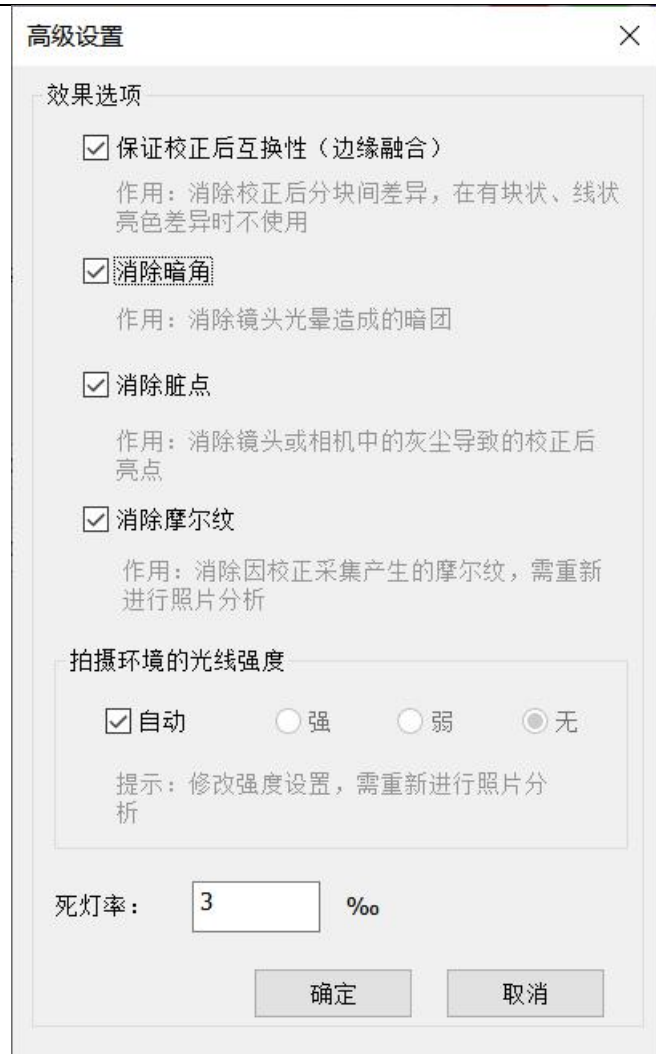 高级设置
效果选项
保证校正后互换性（边缘融合）
作用：消除校正后分块间差异，在有块状、线状
亮色差异时不使用
消除暗角
作用：消除镜头光晕造成的暗团
消除脏点
作用：消除镜头或相机中的灰尘导致的校正后
亮点
消除摩尔纹
作用：消除因校正采集产生的摩尔纹，需重新
进行照片分析
拍摄环境的光线强度
自动 强 弱 无
提示：修改强度设置，需重新进行照片分
析
死灯率： 3 ‰
确定 取消